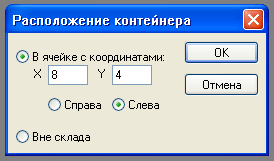 Расположение контейнера
В ячейке с координатами:
OK
X 8 Y 4
Отмена
Справа Слева
Вне склада